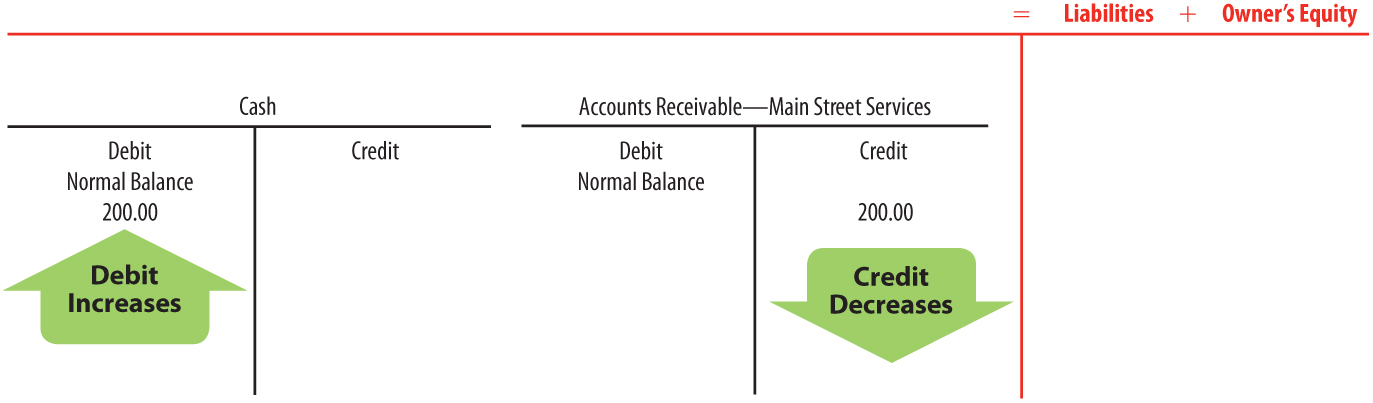 = Liabilities + Owner’s Equity
Cash
Accounts Receivable—Main Street Services
Debit Credit
Normal Balance
200.00
Debit Credit
Normal Balance
200.00
Debit
Increases
Credit
Decreases